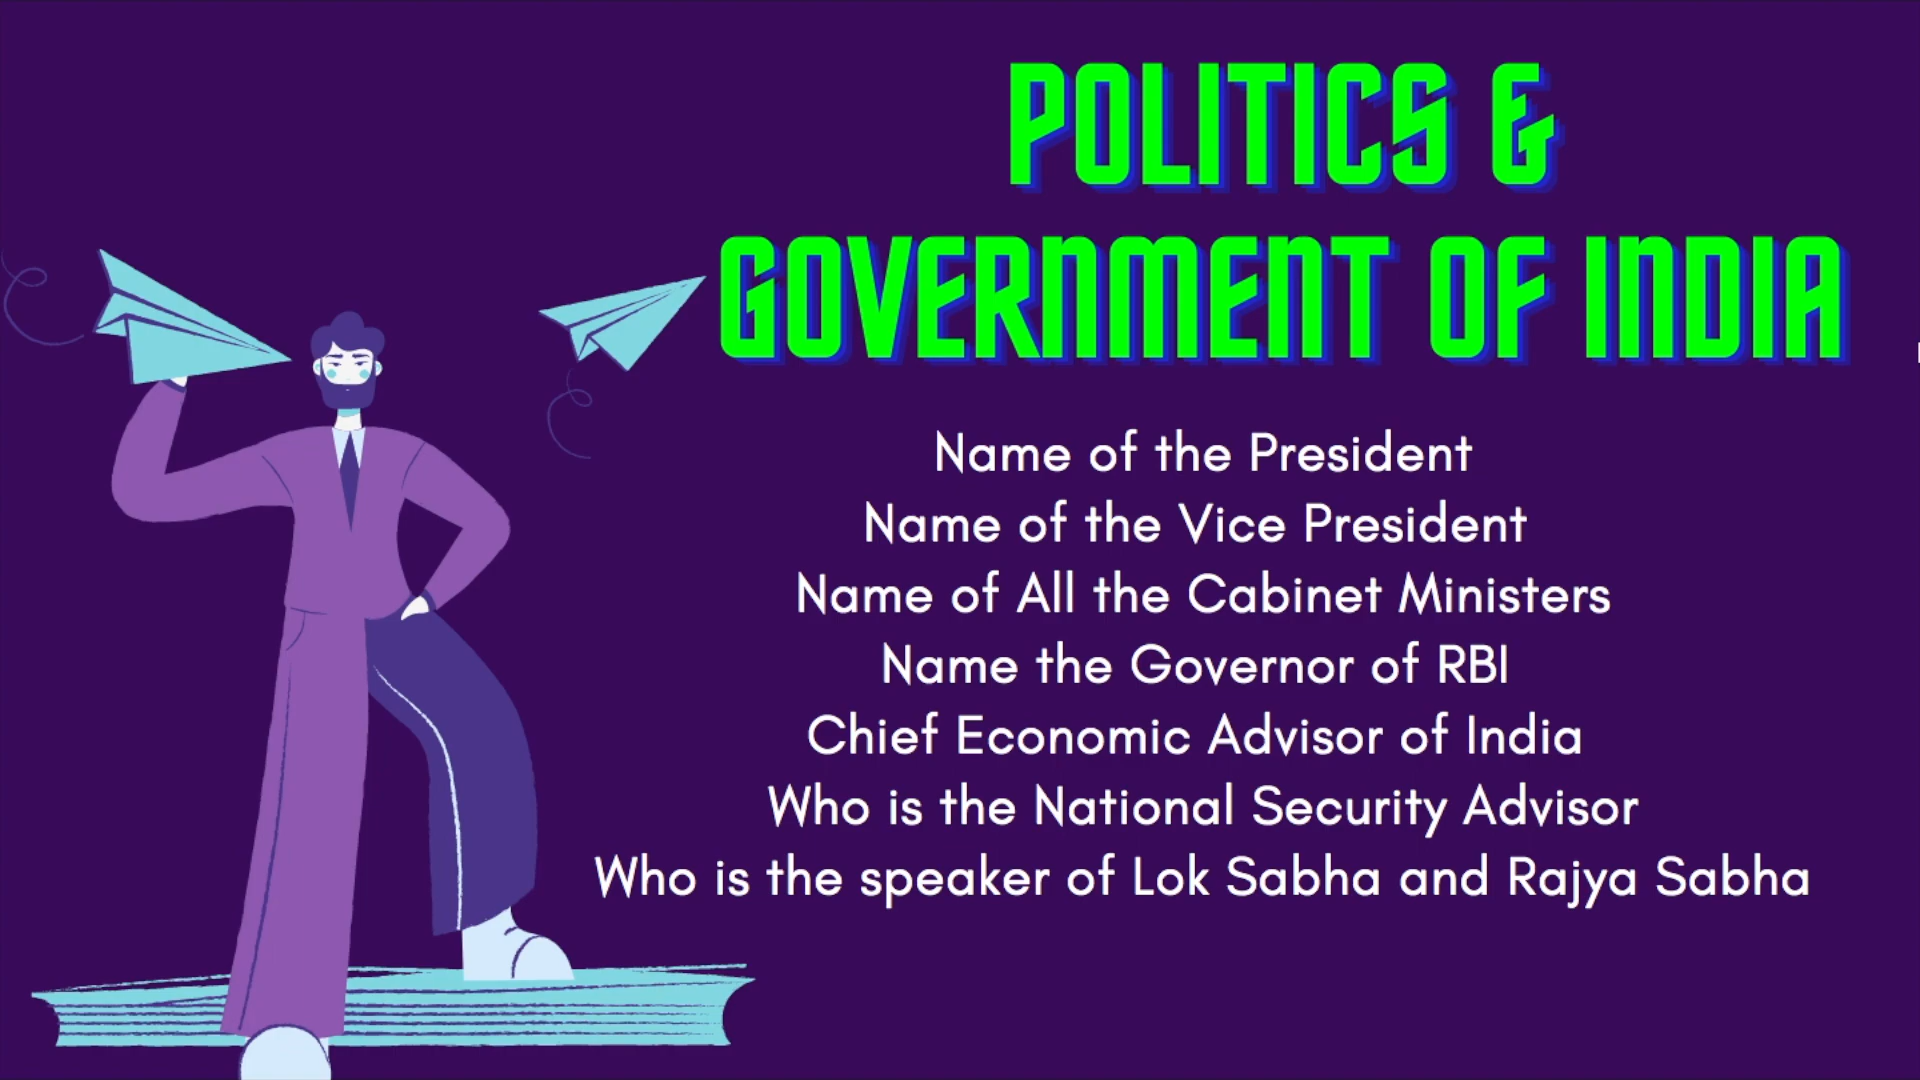 POLITICS &
GOVERNMENT OF INDIA
Name of the President
Name of the Vice President
Name of All the Cabinet Ministers
Name the Governor of RBI
Chief Economic Advisor of India
Who is the National Security Advisor
Who is the speaker of Lok Sabha and Rajya Sabha